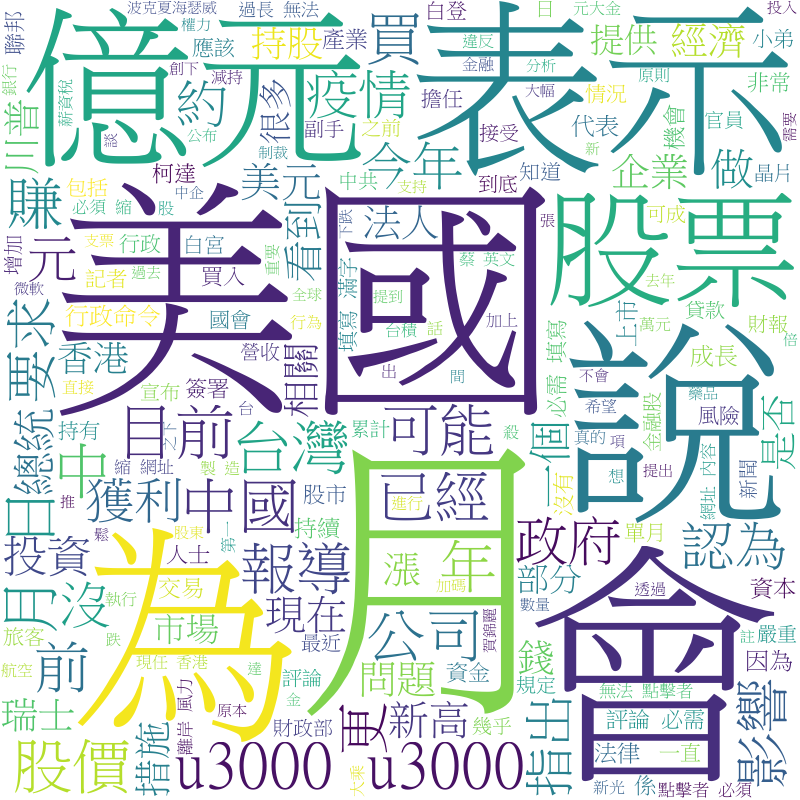 波克夏海瑟威
過長 無法
白登
日
元大金
投入
聯邦
銀行
薪資稅
創下
權力
減持
應該
持股
產業
買
違反
金融
分析
提供
經濟
小弟
億元
表示
川普
談
公布
約
疫情
很多
副手
之前
擔任
大幅
接受
情況
原則
代表
機會
官員
非常
需要
制裁
柯達
美元
今年
中共
新
支持
到底
知道
企業
做
晶片
賺
包括
必須 縮
股
中企
看到
法人
下跌
張
可成
去年
增加
元
支票
行政
白宮
記者
過去
買入
重要
滿字
填寫
蔡 英文
提到
美國
股票
貸款
萬元
財報
倍
微軟
行政命令
國會
全球
行為
台積
話
加上
上市
要求
香港
直接
營收
相關
出
間
不會
成長
必需 填寫
希望
藥品
風險
金融股
說
宣布
簽署
目前
台
累計
殺
可能
一個
真的
項
是否
總統
持有
縮 網址
之下
製 造
台灣
想
提出
沒有
新聞
網址 內容
日
中
獲利
中國
股市
已經
進行
推
鬆
股東
第一
持續
政府
單月
認為
投資
人士
報導
漲
年
加碼
部分
透過
資本
月
沒
執行
交易
會
為
月
數量
註
嚴重
旅客
跌
市場
現在
最近
公司
賀錦麗
錢
因為
航空
現任 香港
達
前
評論
問題
資金
規定
無法 點擊者
瑞士
金
風力
離岸
原本
財政部
更
新高
幾乎
指出
評論 必需
影響
措施
法律
一直
股價
u3000
大乘
u3000
新光
係
點擊者 必須